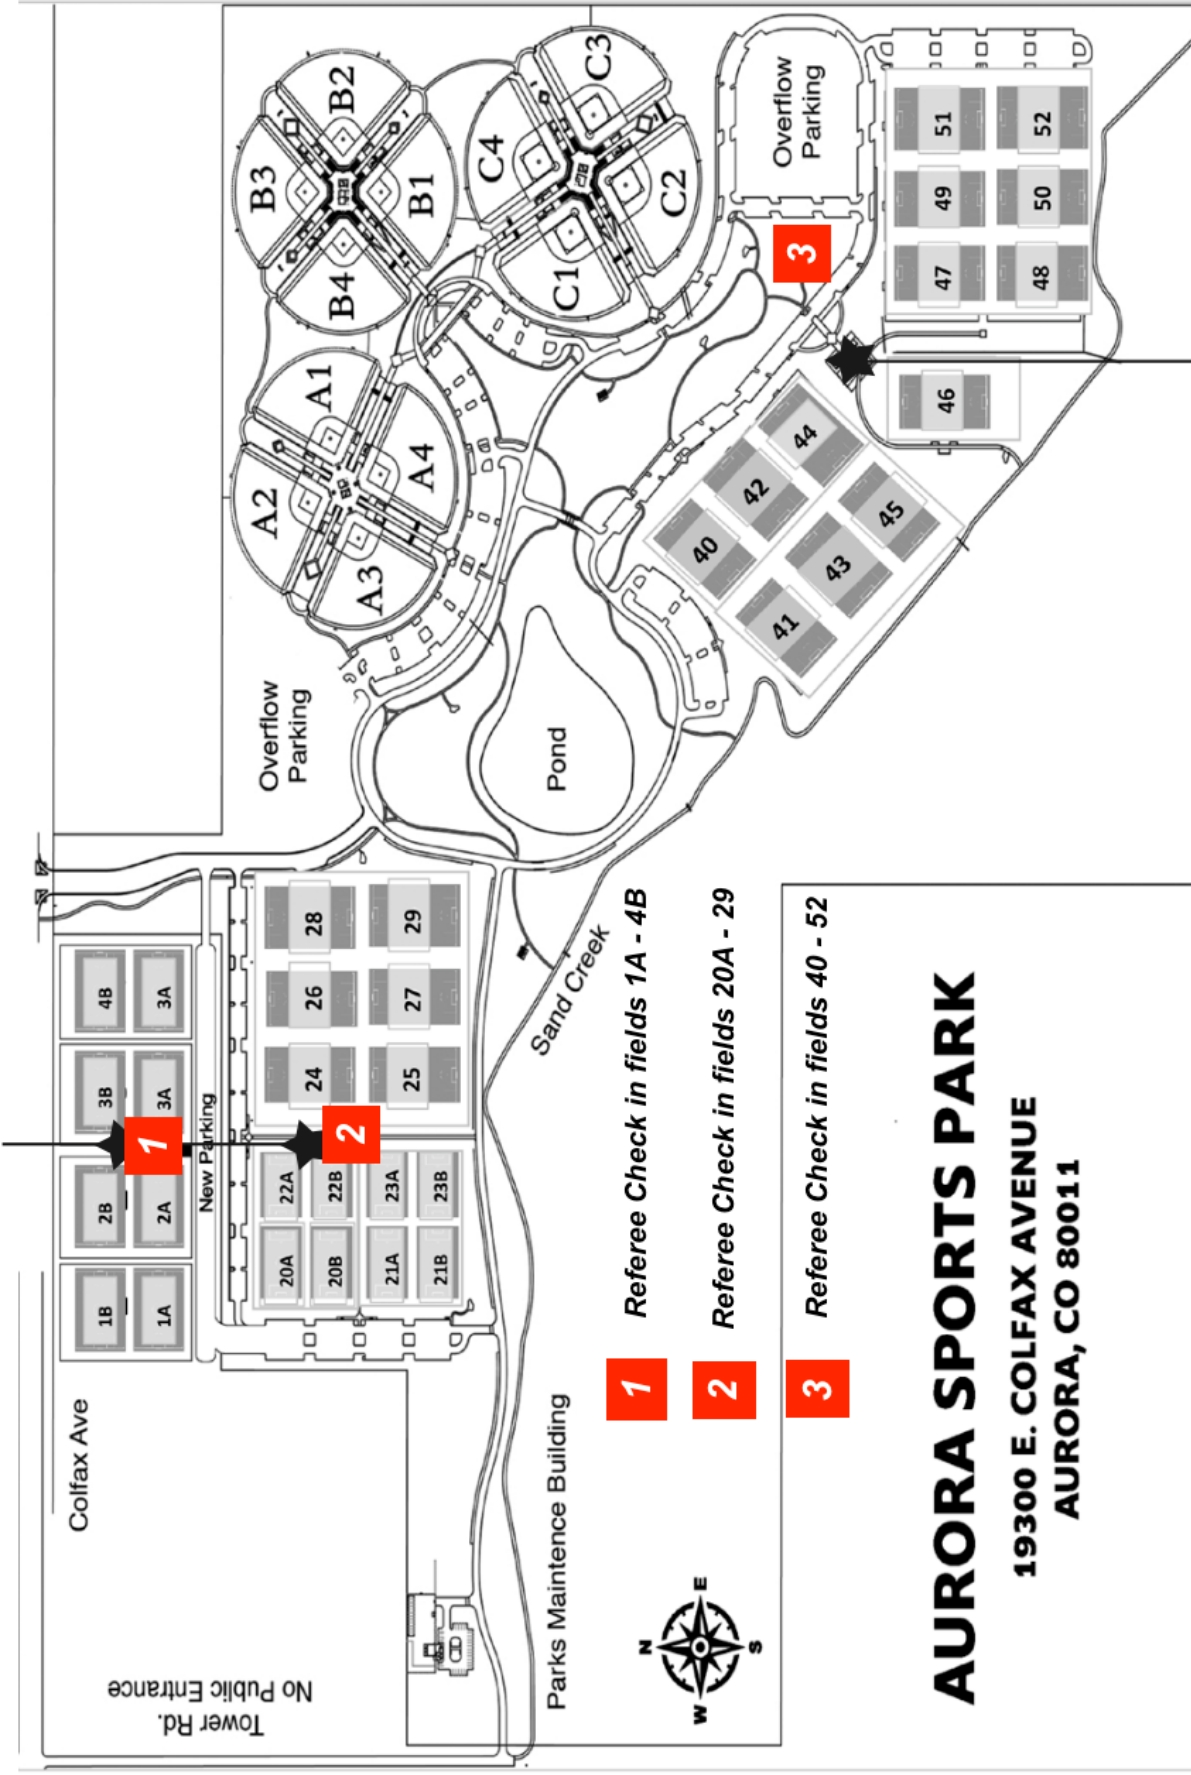 Colfax Ave
Tower Rd.
No Public Entrance
1B
2B
3B
4B
1A
2A
3A
3A
1
New Parking
20A
22A
20B
22B
21A
23A
21B
23B
2
24
26
28
25
27
29
Overflow
Parking
A2
A1
A3
A4
B3
B2
B4
B1
C4
C3
C1
C2
Pond
Sand Creek
Overflow
Parking
3
40
42
44
41
43
45
46
47
49
51
48
50
52
Parks Maintence Building
1 Referee Check in fields 1A - 4B
2 Referee Check in fields 20A - 29
3 Referee Check in fields 40 - 52
N
W E
S
AURORA SPORTS PARK
19300 E. COLFAX AVENUE
AURORA, CO 80011